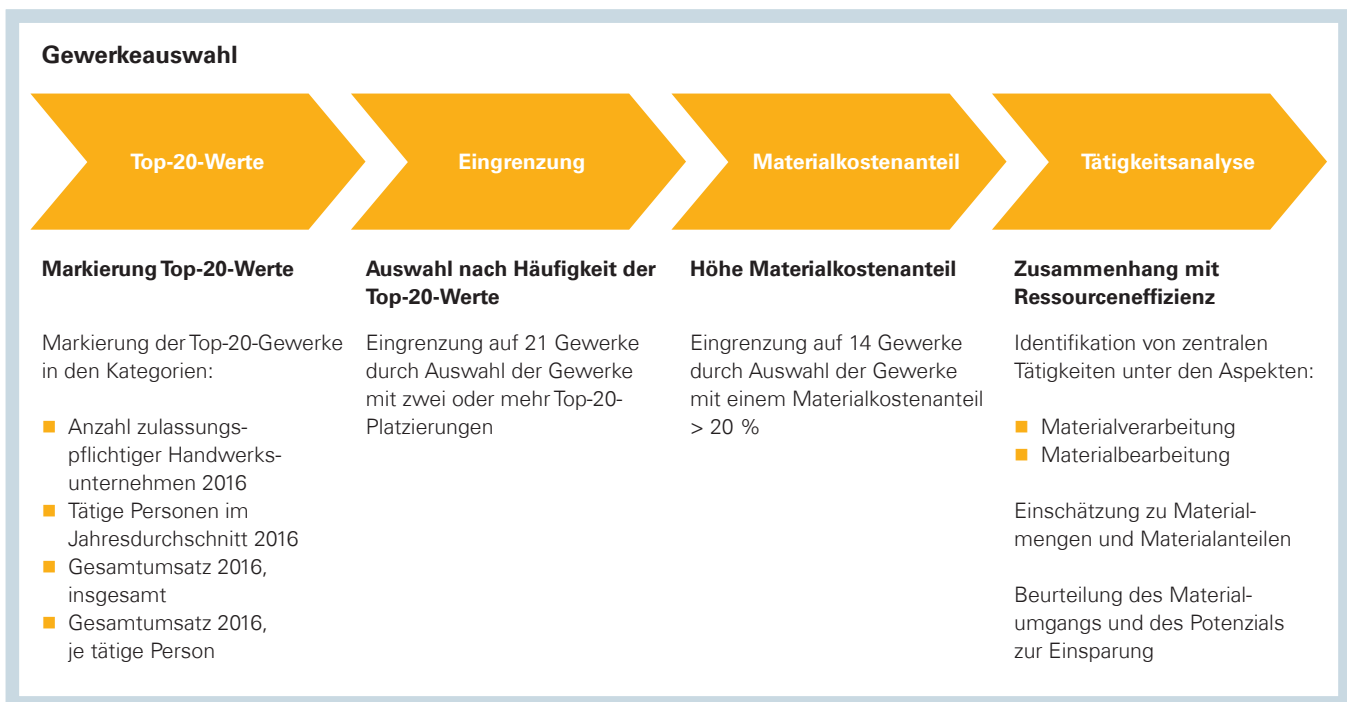 Gewerkeauswahl
Top-20-Werte
Eingrenzung
Materialkostenanteil
Tätigkeitsanalyse
Markierung Top-20-Werte
Markierung der Top-20-Gewerke
in den Kategorien:
Anzahl zulassungs-
pflichtiger Handwerks-
unternehmen 2016
Tätige Personen im
Jahresdurchschnitt 2016
Gesamtumsatz 2016,
insgesamt
Gesamtumsatz 2016,
je tätige Person
Auswahl nach Häufigkeit der
Top-20-Werte
Eingrenzung auf 21 Gewerke
durch Auswahl der Gewerke
mit zwei oder mehr Top-20-
Platzierungen
Höhe Materialkostenanteil
Eingrenzung auf 14 Gewerke
durch Auswahl der Gewerke
mit einem Materialkostenanteil
> 20 %
Zusammenhang mit
Ressourceneffizienz
Identifikation von zentralen
Tätigkeiten unter den Aspekten:
Materialverarbeitung
Materialbearbeitung
Einschätzung zu Material-
mengen und Materialanteilen
Beurteilung des Material-
umgangs und des Potenzials
zur Einsparung